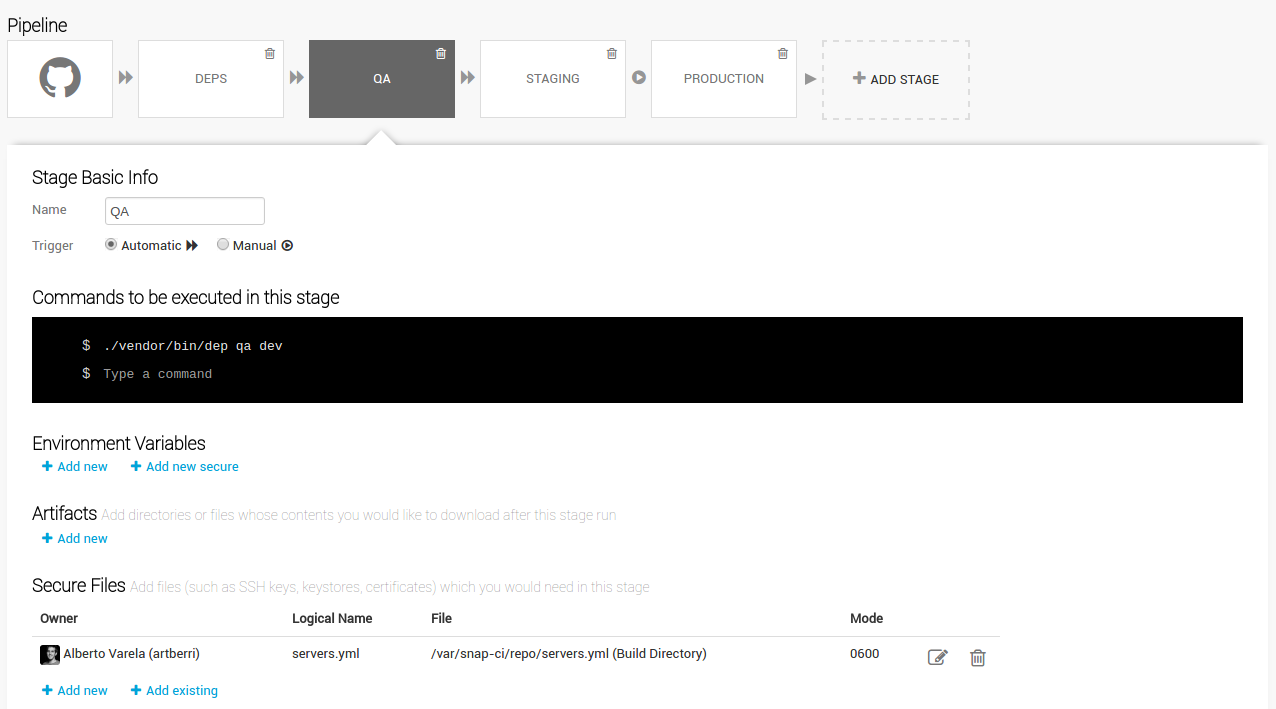 Pipeline
DEPS
QA
STAGING
PRODUCTION
ADD STAGE
Stage Basic Info
Name QA
Trigger Automatic Manual
Commands to be executed in this stage
$ ./vendor/bin/dep qa dev
$ Type a command
Environment Variables
Add new Add new secure
Artifacts Add directories or files whose contents you would like to download after this stage run
Add new
Secure Files Add files (such as SSH keys, keystores, certificates) which you would need in this stage
Owner Logical Name File Mode
Alberto Varela (artberri) servers.yml /var/snap-ci/repo/servers.yml (Build Directory) 0600
Add new Add existing